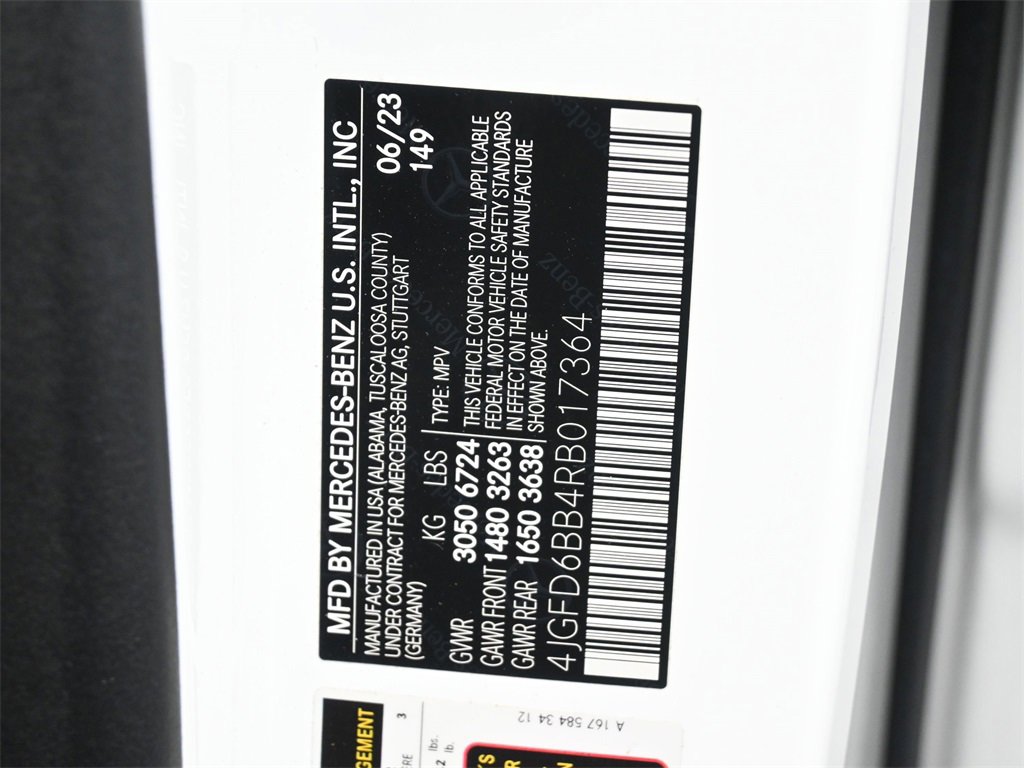 MFD BY MERCEDES-BENZ U.S. INTL., INC
MANUFACTURED IN USA (ALABAMA, TUSCALOOSA COUNTY)
UNDER CONTRACT FOR MERCEDES-BENZ AG, STUTTGART
(GERMANY)
06/23
149
KG LBS TYPE: MPV
GVWR 3050 6724
GAWR FRONT 1480 3263
GAWR REAR 1650 3638
THIS VEHICLE CONFORMS TO ALL APPLICABLE
FEDERAL MOTOR VEHICLE SAFETY STANDARDS
IN EFFECT ON THE DATE OF MANUFACTURE
SHOWN ABOVE.
4JGFD6BB4RB017364
A 167 584 34 12
3
lbs.
lb.